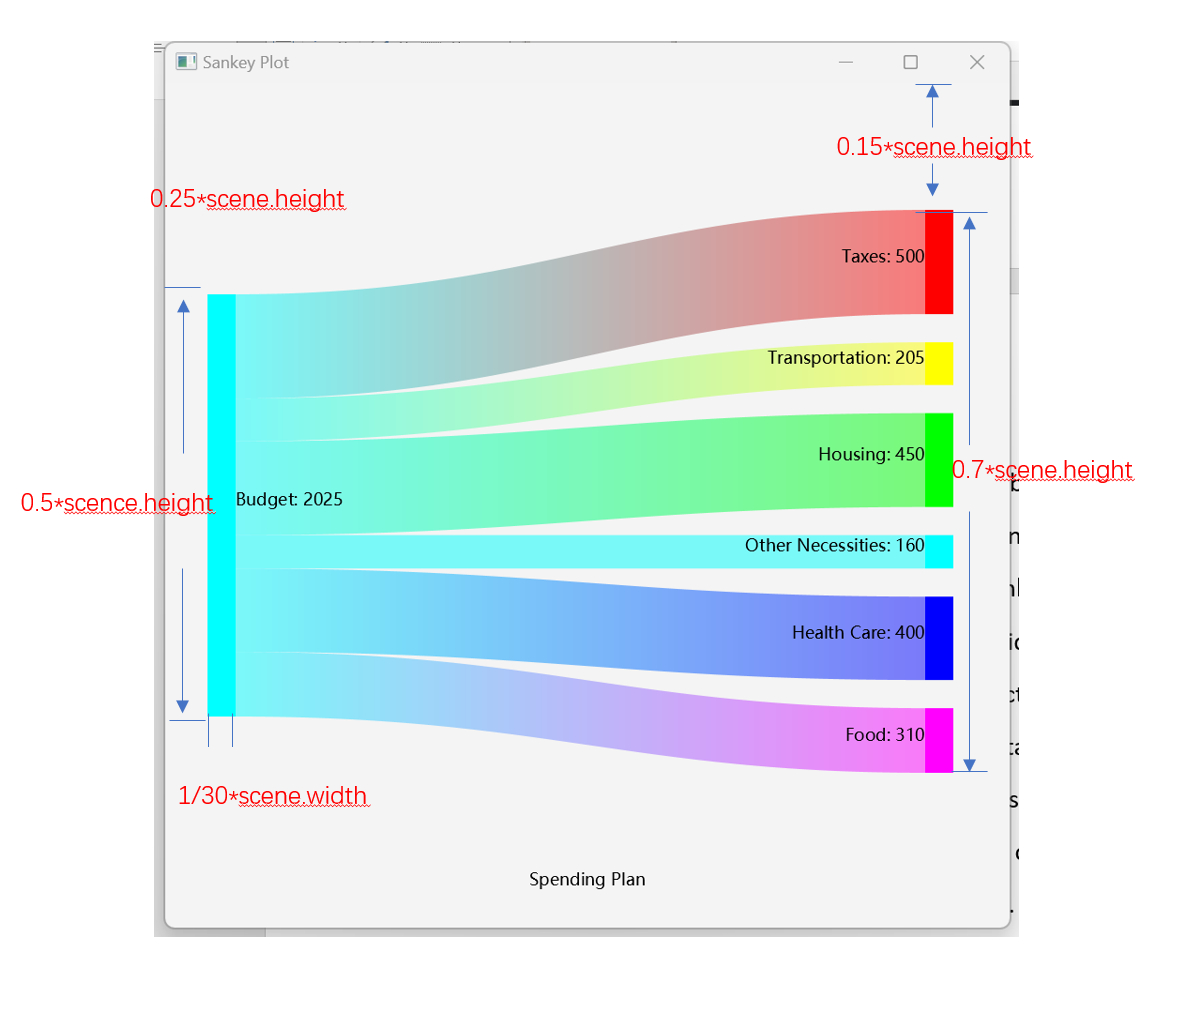 Sankey Plot
0.15*scene.height
0.25*scene.height
Taxes: 500
Transportation: 205
Housing: 450
0.7*scene.height
Budget: 2025
0.5*scence.height
Other Necessities: 160
Health Care: 400
Food: 310
1/30*scene.width
Spending Plan